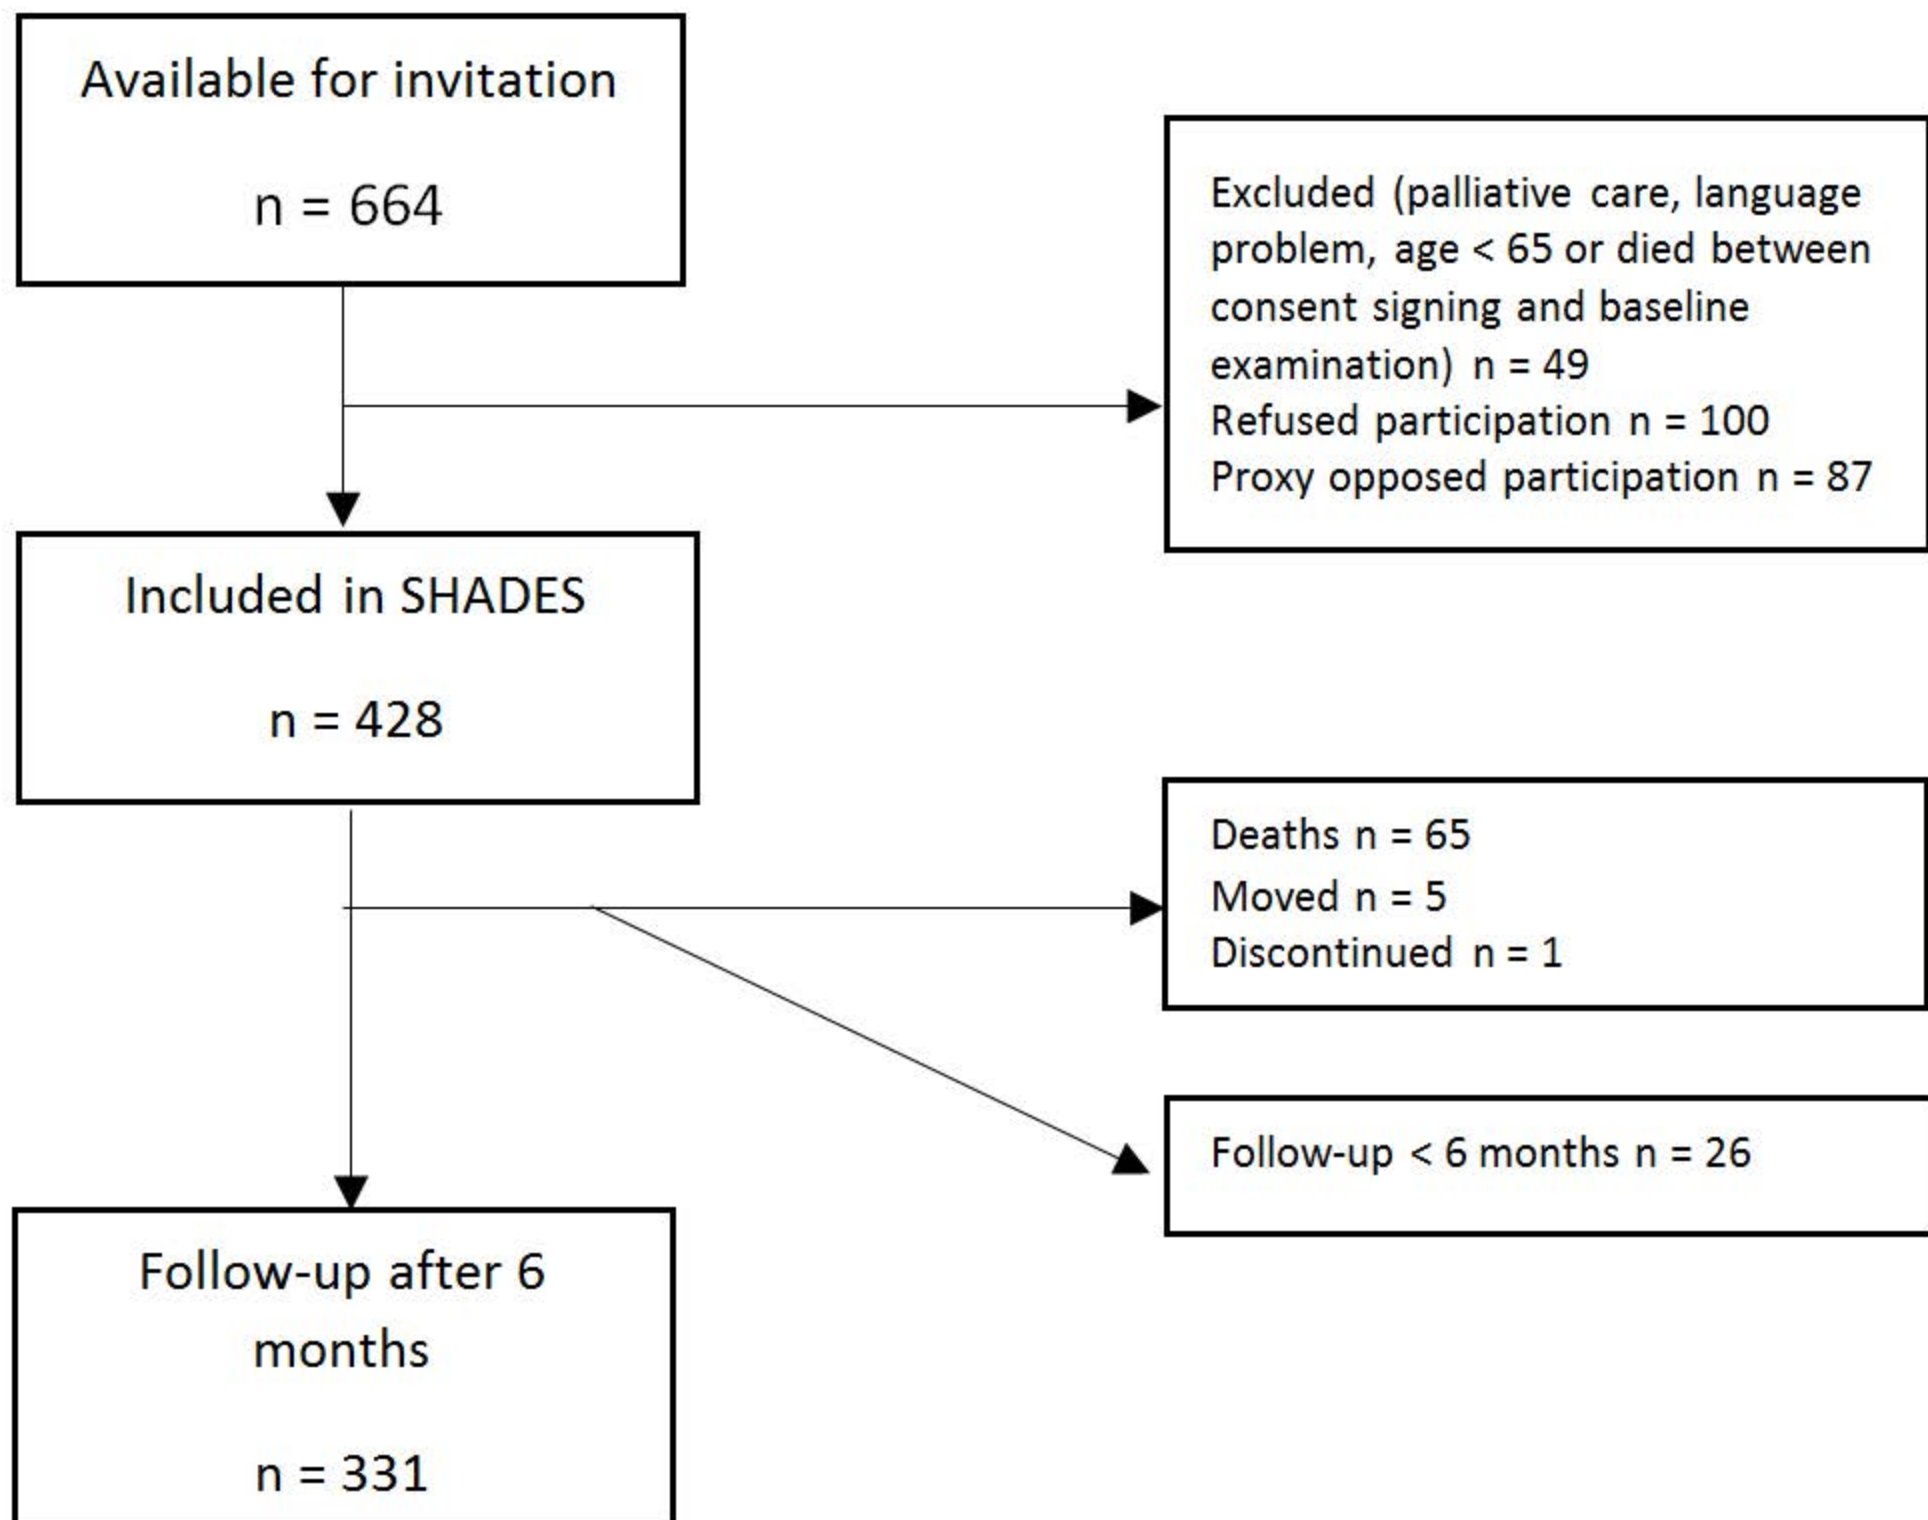 Available for invitation
n = 664
Excluded (palliative care, language
problem, age < 65 or died between
consent signing and baseline
examination) n = 49
Refused participation n = 100
Proxy opposed participation n = 87
Included in SHADES
n = 428
Deaths n = 65
Moved n = 5
Discontinued n = 1
Follow-up < 6 months n = 26
Follow-up after 6
months
n = 331